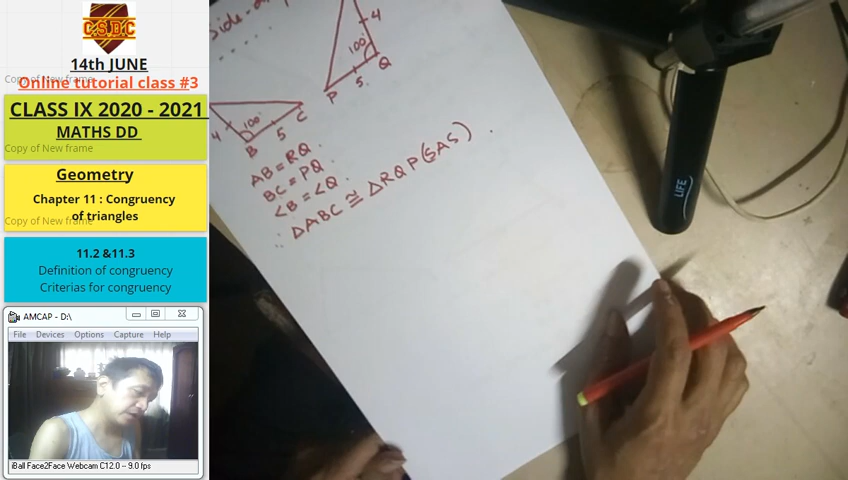 C.S.B.C
14th JUNE
Copy of New frame
Online tutorial class #3
CLASS IX 2020 - 2021
MATHS DD
Copy of New frame
Geometry
Chapter 11 : Congruency
of triangles
Copy of New frame
11.2 &11.3
Definition of congruency
Criterias for congruency
AMCAP - D:\
File Devices Options Capture Help
iBall Face2Face Webcam C12.0 -- 9.0 fps
Side-
4
100°
P
5
Q
4
100°
B
5
C
AB = RQ
BC = PQ
∠B = ∠Q
∴ △ABC ≅ △RQP (SAS)
LIFE